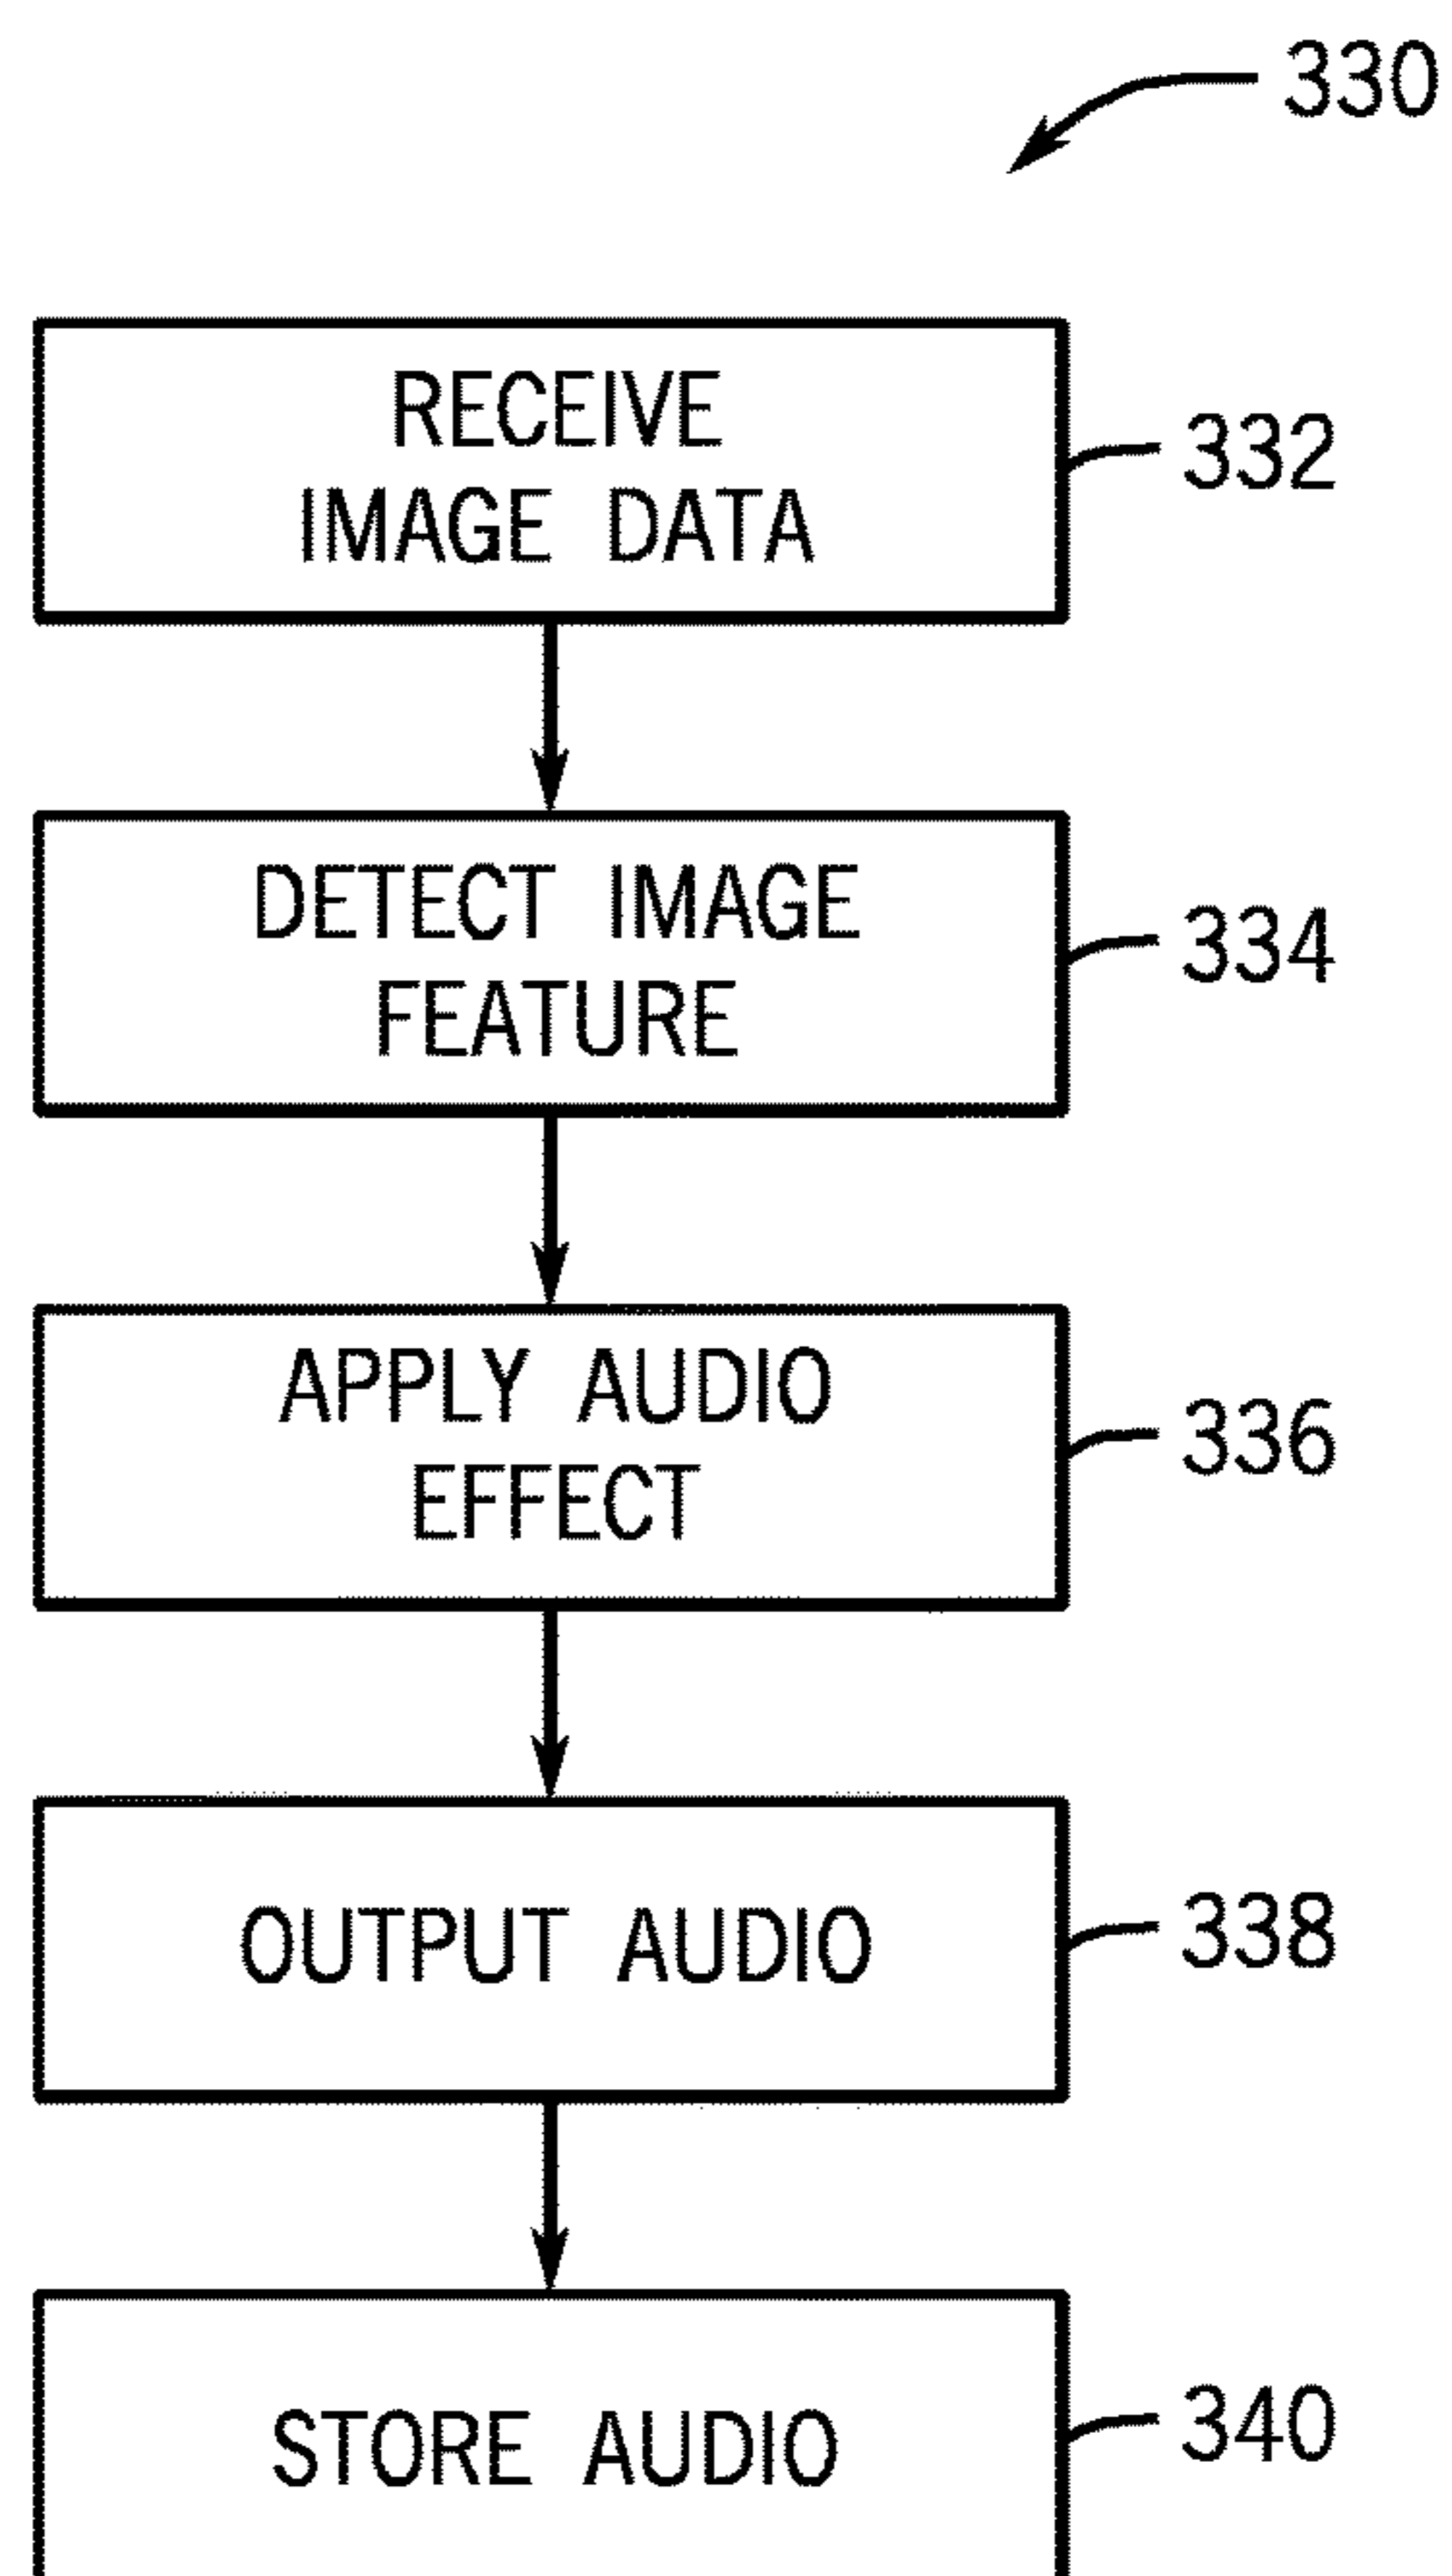 330
RECEIVE
IMAGE DATA
332
DETECT IMAGE
FEATURE
334
APPLY AUDIO
EFFECT
336
OUTPUT AUDIO
338
STORE AUDIO
340